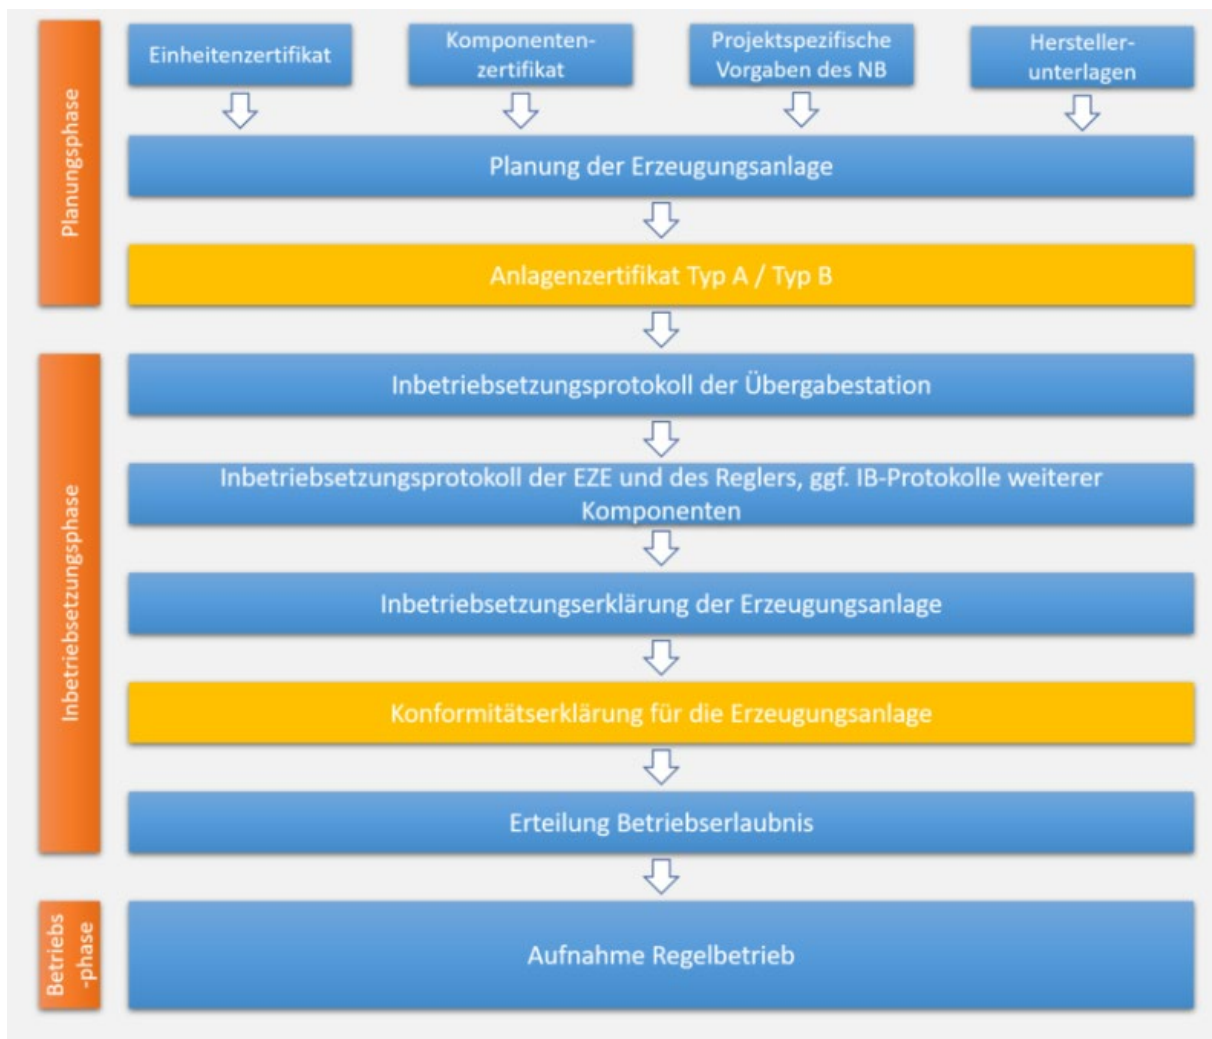 Planungsphase
Einheitenzertifikat
Komponenten-
zertifikat
Projektspezifische
Vorgaben des NB
Hersteller-
unterlagen
Planung der Erzeugungsanlage
Anlagenzertifikat Typ A / Typ B
Inbetriebsetzungsphase
Inbetriebsetzungsprotokoll der Übergabestation
Inbetriebsetzungsprotokoll der EZE und des Reglers, ggf. IB-Protokolle weiterer
Komponenten
Inbetriebsetzungserklärung der Erzeugungsanlage
Konformitätserklärung für die Erzeugungsanlage
Erteilung Betriebserlaubnis
Betriebs
-phase
Aufnahme Regelbetrieb